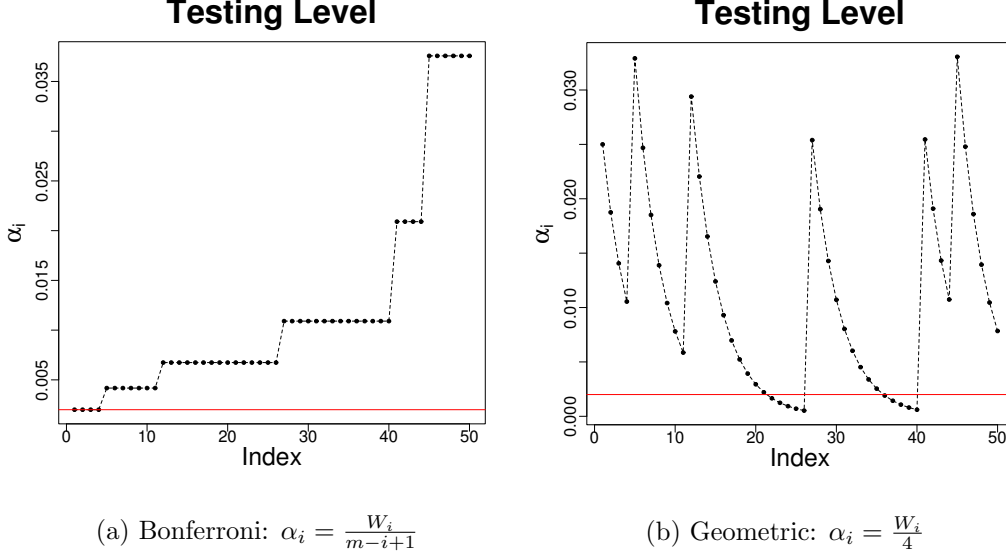 Testing Level
0.035
0.025
0.015
0.005
αᵢ
0 10 20 30 40 50
Index
(a) Bonferroni: αᵢ = Wᵢ / m−i+1
Testing Level
0.030
0.020
0.010
0.000
αᵢ
0 10 20 30 40 50
Index
(b) Geometric: αᵢ = Wᵢ / 4